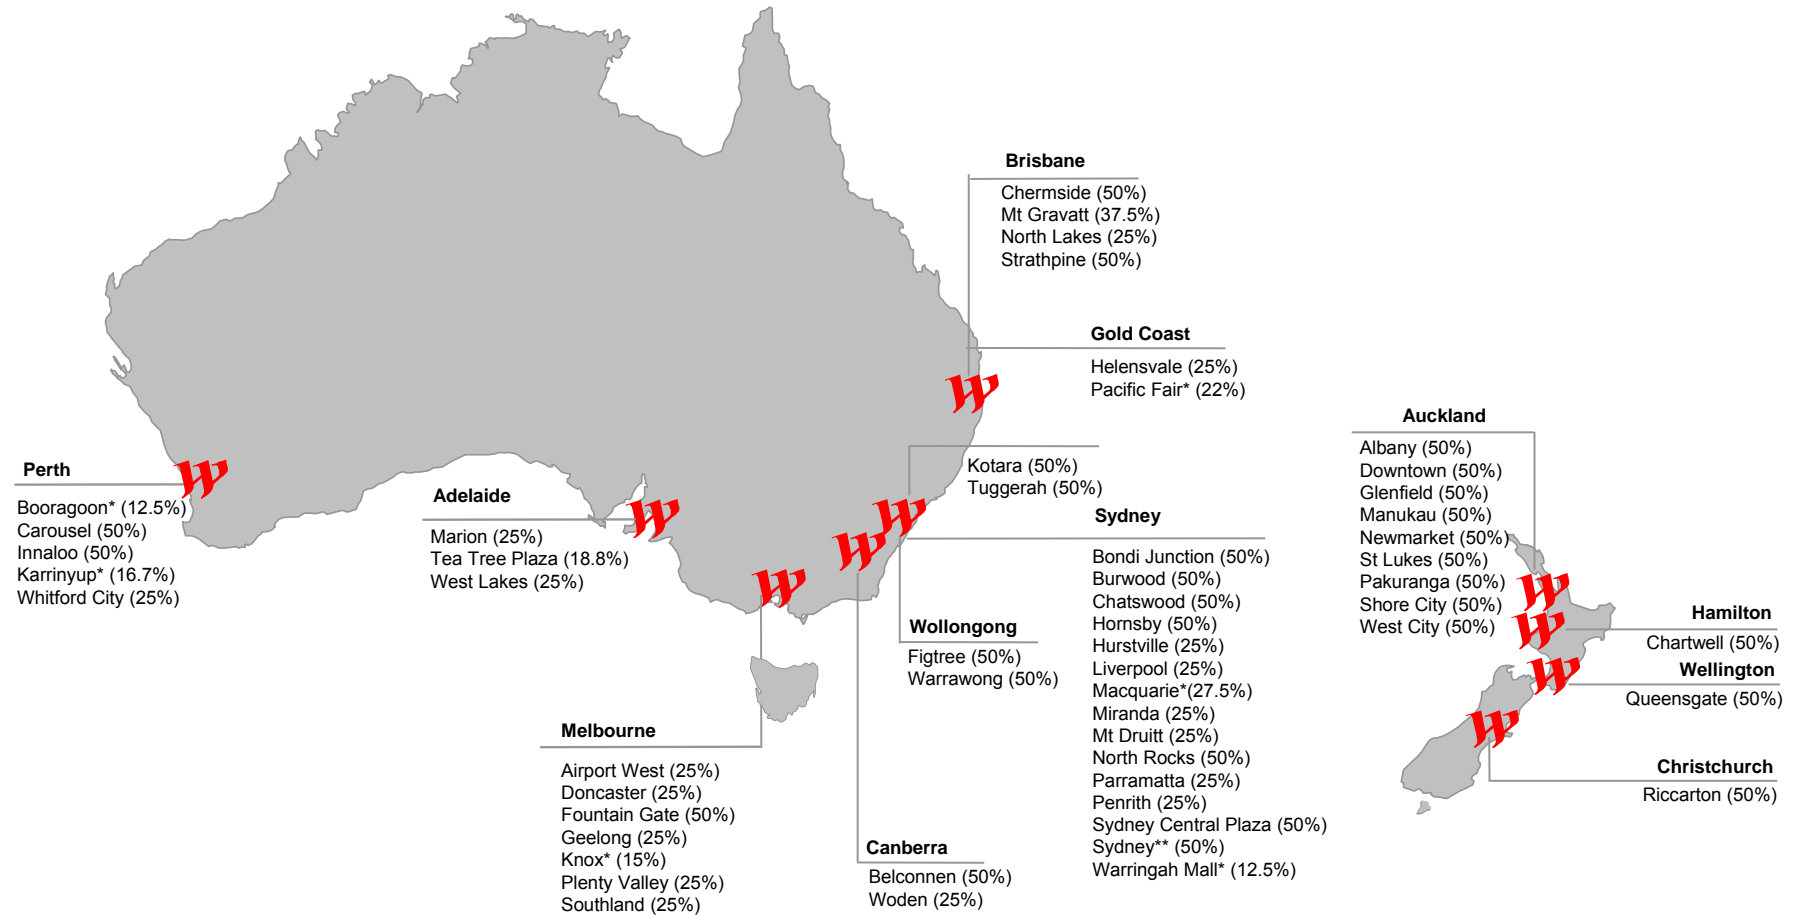 Brisbane
Chermside (50%)
Mt Gravatt (37.5%)
North Lakes (25%)
Strathpine (50%)
Gold Coast
Helensvale (25%)
Pacific Fair* (22%)
Kotara (50%)
Tuggerah (50%)
Sydney
Bondi Junction (50%)
Burwood (50%)
Chatswood (50%)
Hornsby (50%)
Hurstville (25%)
Liverpool (25%)
Macquarie*(27.5%)
Miranda (25%)
Mt Druitt (25%)
North Rocks (50%)
Parramatta (25%)
Penrith (25%)
Sydney Central Plaza (50%)
Sydney** (50%)
Warringah Mall* (12.5%)
Perth
Booragoon* (12.5%)
Carousel (50%)
Innaloo (50%)
Karrinyup* (16.7%)
Whitford City (25%)
Adelaide
Marion (25%)
Tea Tree Plaza (18.8%)
West Lakes (25%)
Wollongong
Figtree (50%)
Warrawong (50%)
Melbourne
Airport West (25%)
Doncaster (25%)
Fountain Gate (50%)
Geelong (25%)
Knox* (15%)
Plenty Valley (25%)
Southland (25%)
Canberra
Belconnen (50%)
Woden (25%)
Auckland
Albany (50%)
Downtown (50%)
Glenfield (50%)
Manukau (50%)
Newmarket (50%)
St Lukes (50%)
Pakuranga (50%)
Shore City (50%)
West City (50%)
Hamilton
Chartwell (50%)
Wellington
Queensgate (50%)
Christchurch
Riccarton (50%)